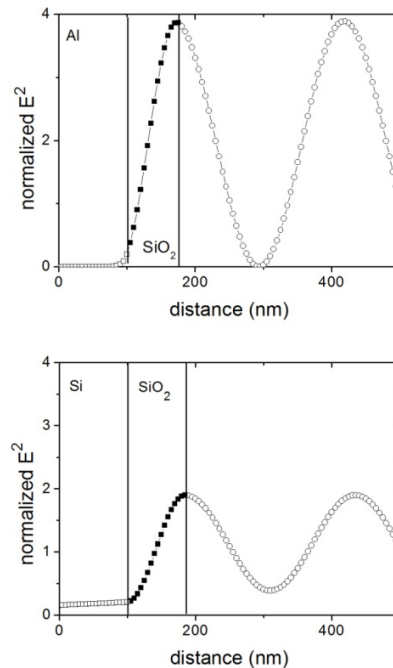 Al
4
2
0
normalized E²
SiO₂
0 200 400
distance (nm)
Si
SiO₂
4
3
2
1
0
normalized E²
0 200 400
distance (nm)